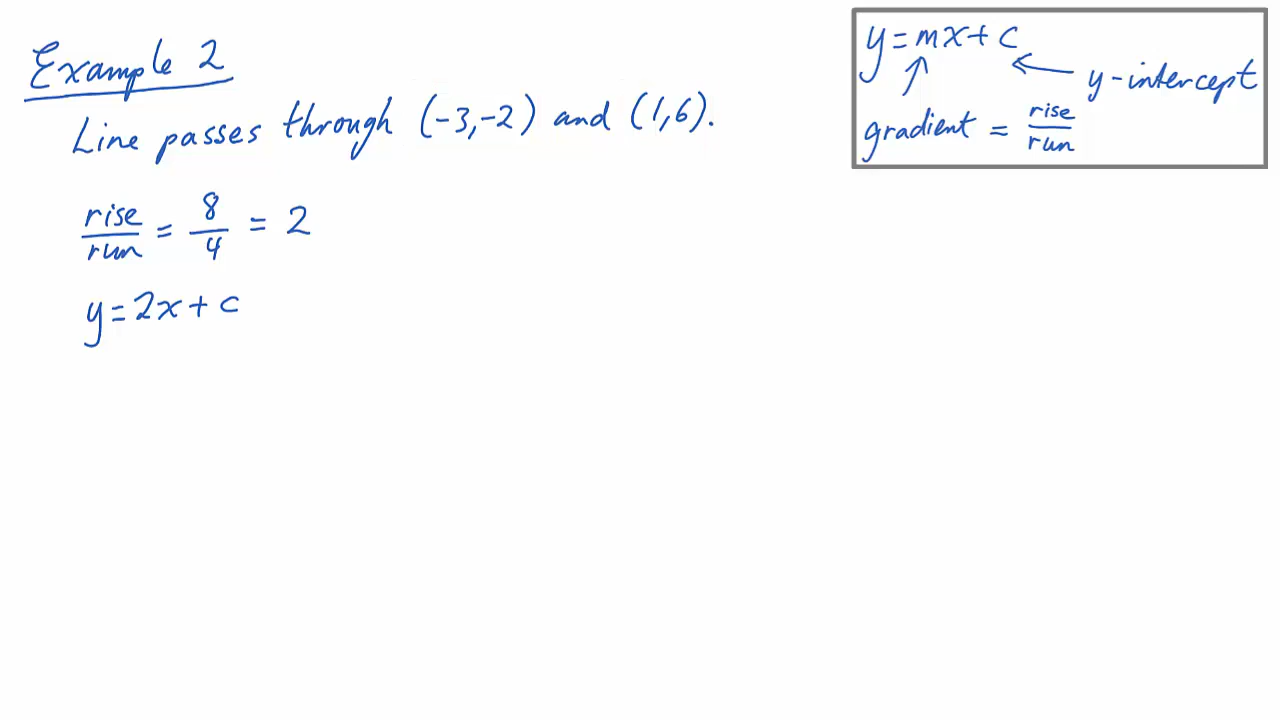 Example 2
Line passes through (-3,-2) and (1,6).
rise/run = 8/4 = 2
y=2x+c
y=mx+c
y-intercept
gradient = rise/run